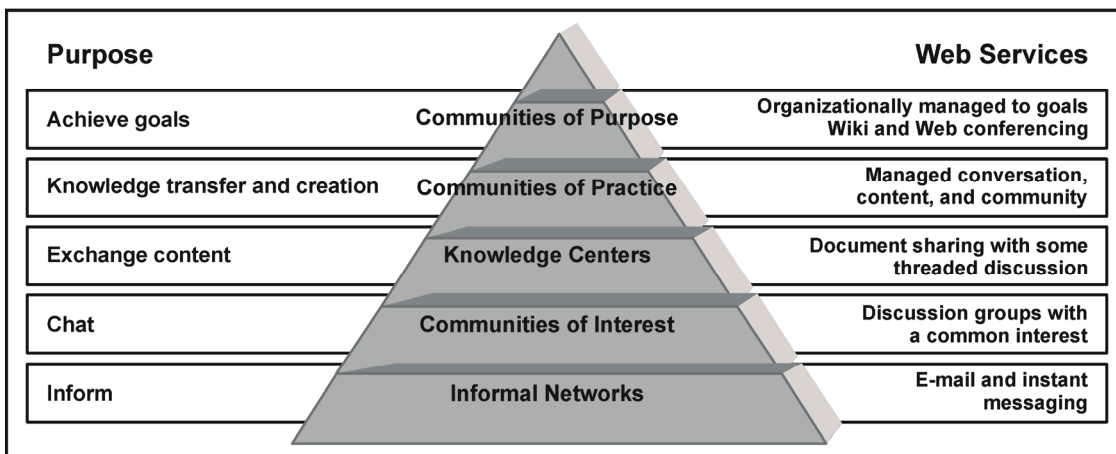 Purpose
Web Services
Achieve goals
Communities of Purpose
Organizationally managed to goals
Wiki and Web conferencing
Knowledge transfer and creation
Communities of Practice
Managed conversation,
content, and community
Exchange content
Knowledge Centers
Document sharing with some
threaded discussion
Chat
Communities of Interest
Discussion groups with
a common interest
Inform
Informal Networks
E-mail and instant
messaging